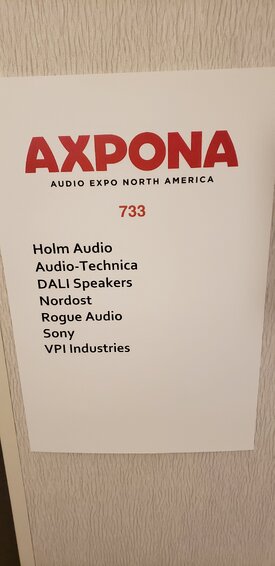 AXPONA
AUDIO EXPO NORTH AMERICA
733
Holm Audio
Audio-Technica
DALI Speakers
Nordost
Rogue Audio
Sony
VPI Industries